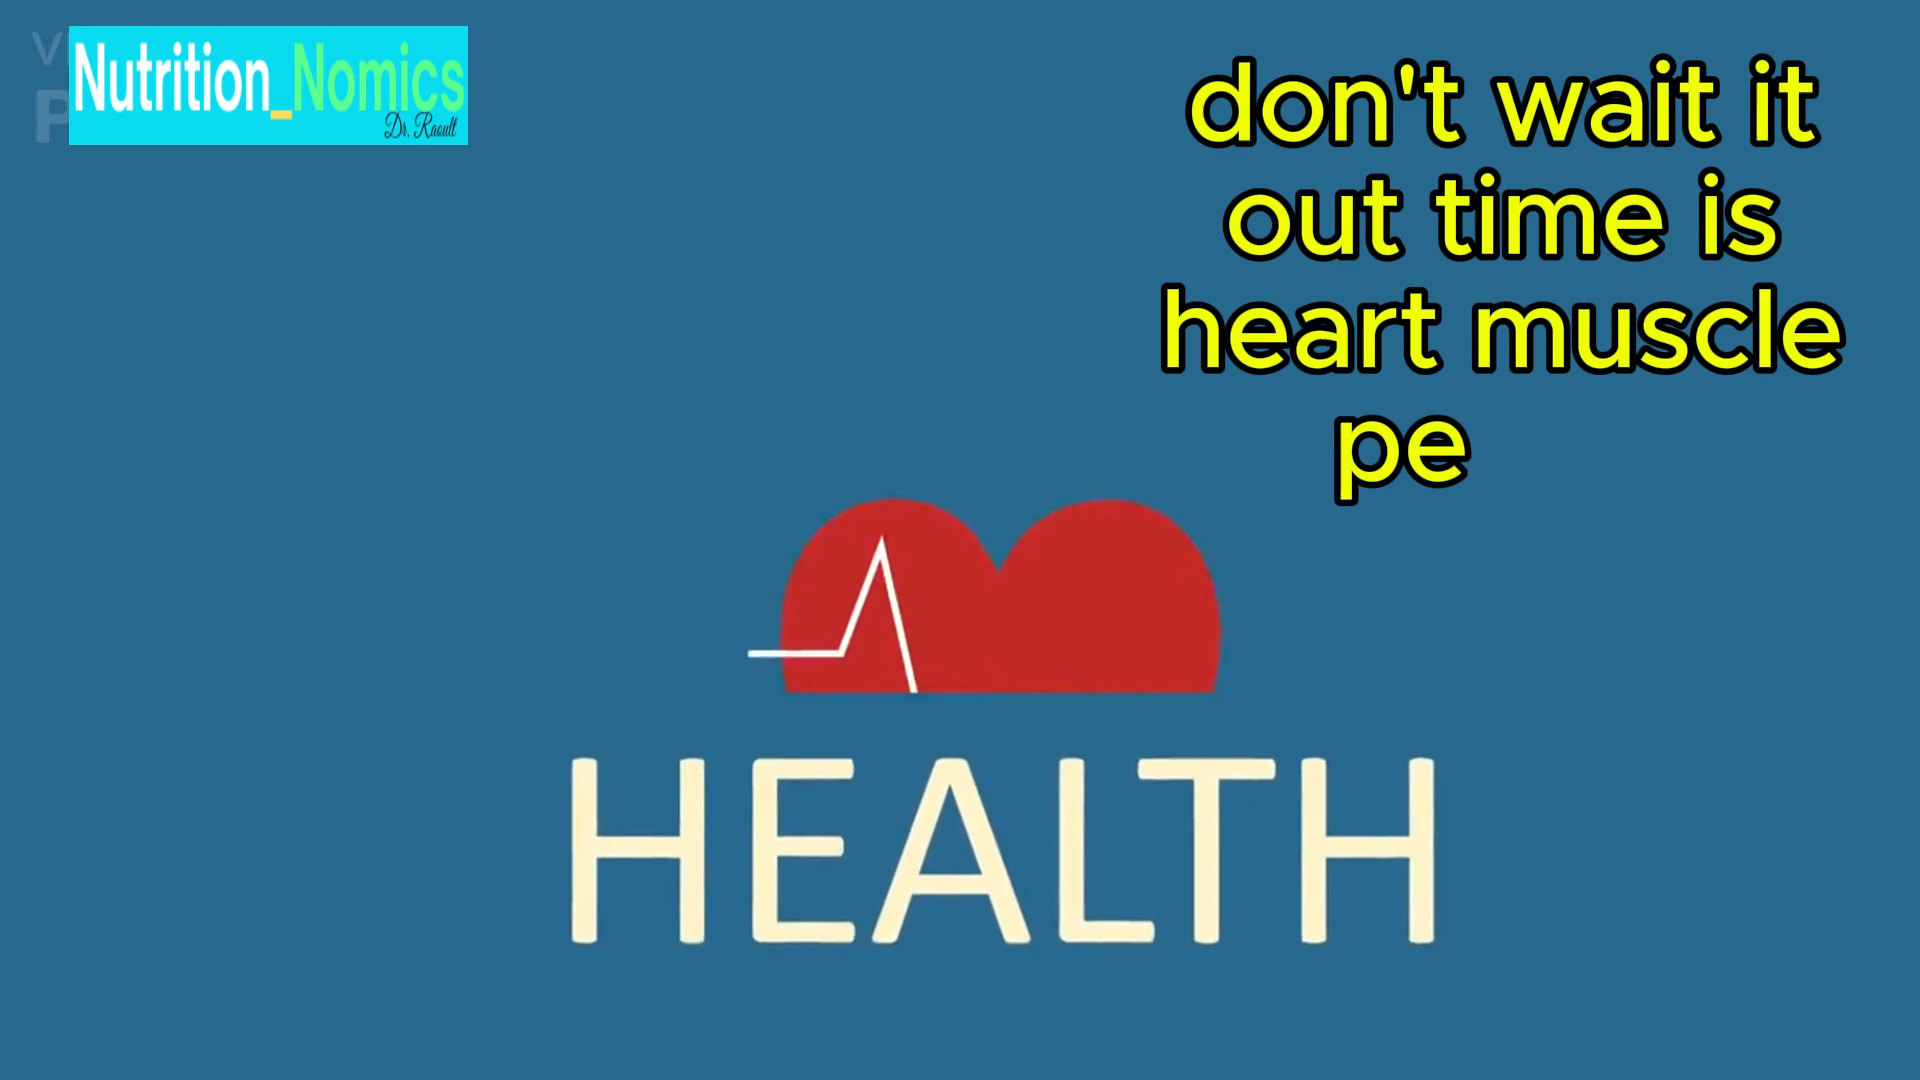 Nutrition_Nomics
Dr. Raoult
don't wait it
out time is
heart muscle
pe
HEALTH